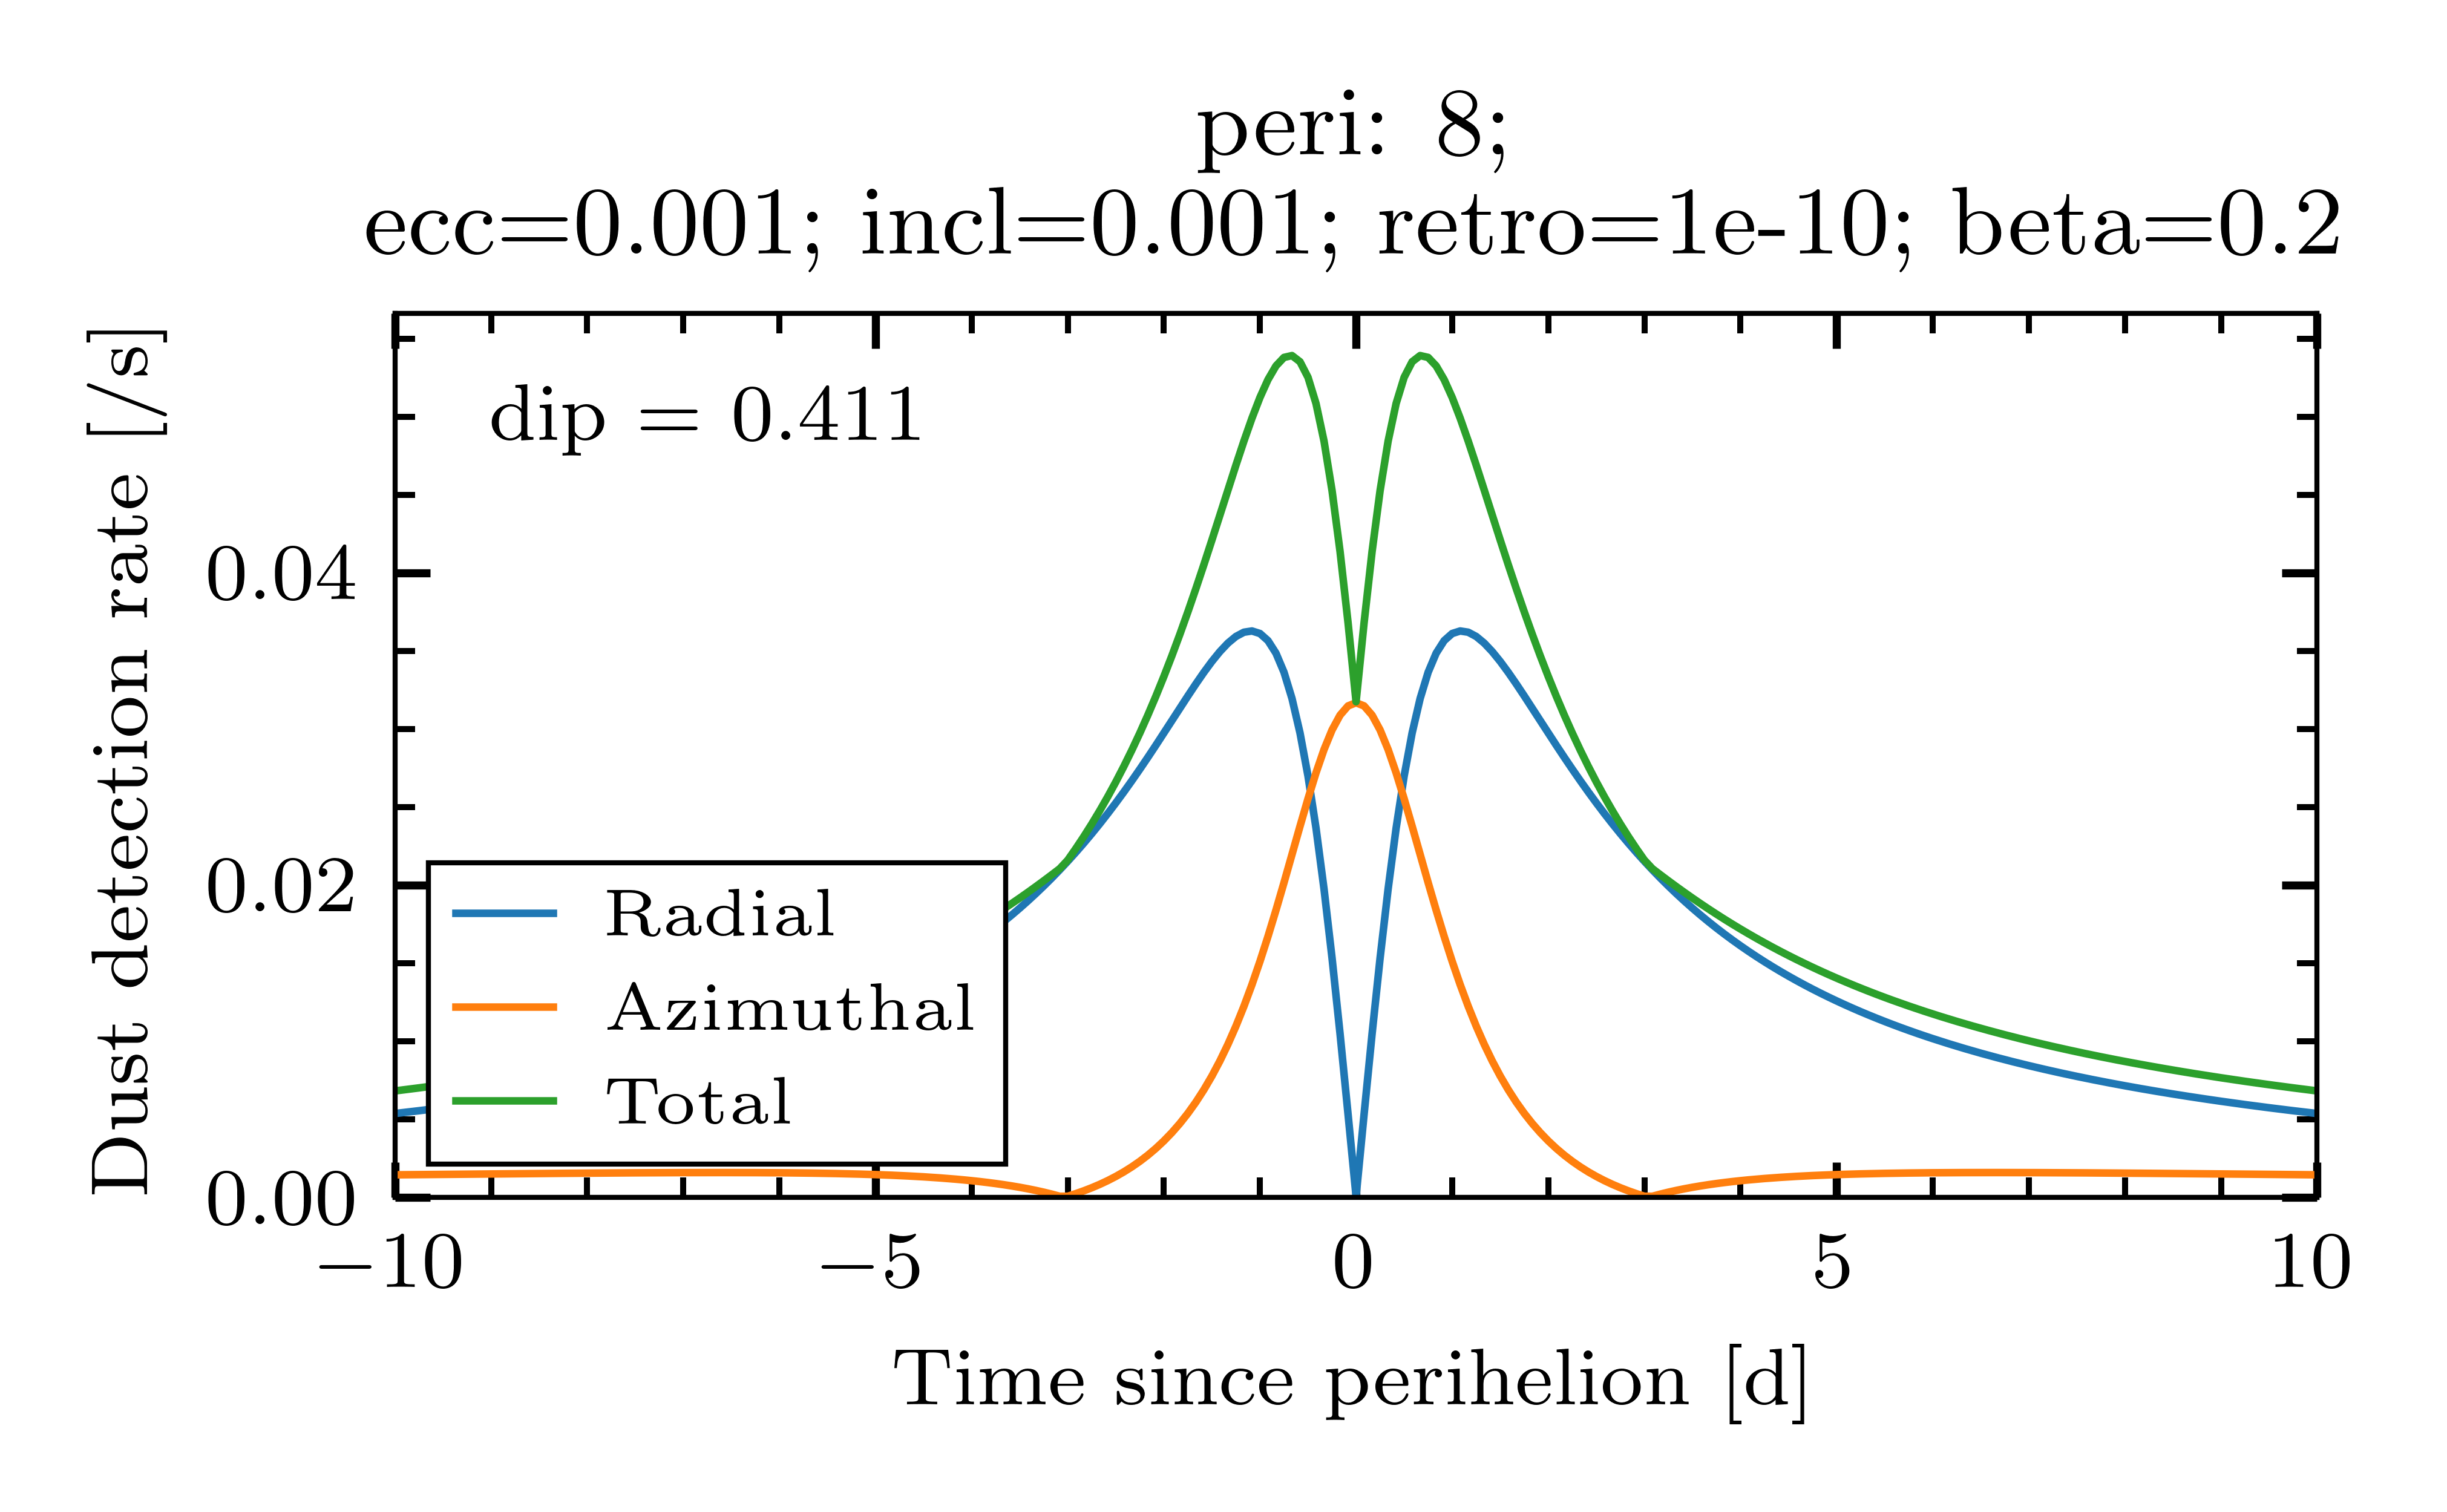 peri: 8;
ecc=0.001; incl=0.001; retro=1e-10; beta=0.2
Dust detection rate [/s]
dip = 0.411
0.04
0.02
0.00
Radial
Azimuthal
Total
−10
−5
0
5
10
Time since perihelion [d]